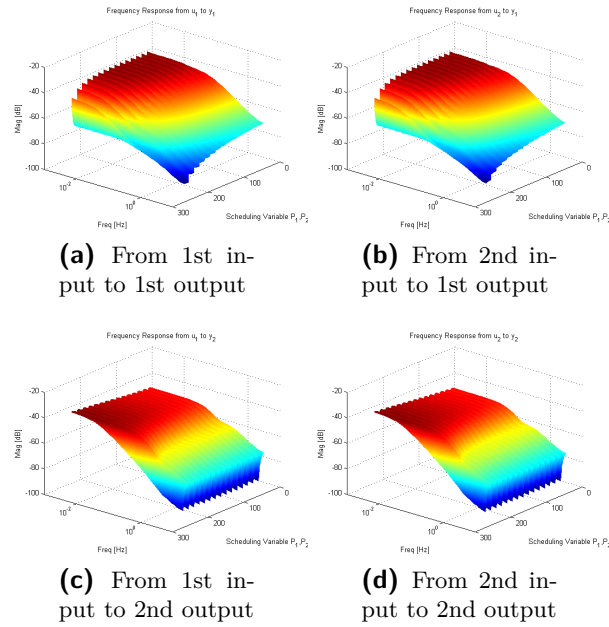 Frequency Response from u1 to y1
-20
-40
-60
-80
-100
Mag [dB]
10^-2
10^0
Freq [Hz]
300
200
100
0
Scheduling Variable P1,P2
(a) From 1st in-
put to 1st output
Frequency Response from u2 to y1
-20
-40
-60
-80
-100
Mag [dB]
10^-2
10^0
Freq [Hz]
300
200
100
0
Scheduling Variable P1,P2
(b) From 2nd in-
put to 1st output
Frequency Response from u1 to y2
-20
-40
-60
-80
-100
Mag [dB]
10^-2
10^0
Freq [Hz]
300
200
100
0
Scheduling Variable P1,P2
(c) From 1st in-
put to 2nd output
Frequency Response from u2 to y2
-20
-40
-60
-80
-100
Mag [dB]
10^-2
10^0
Freq [Hz]
300
200
100
0
Scheduling Variable P1,P2
(d) From 2nd in-
put to 2nd output